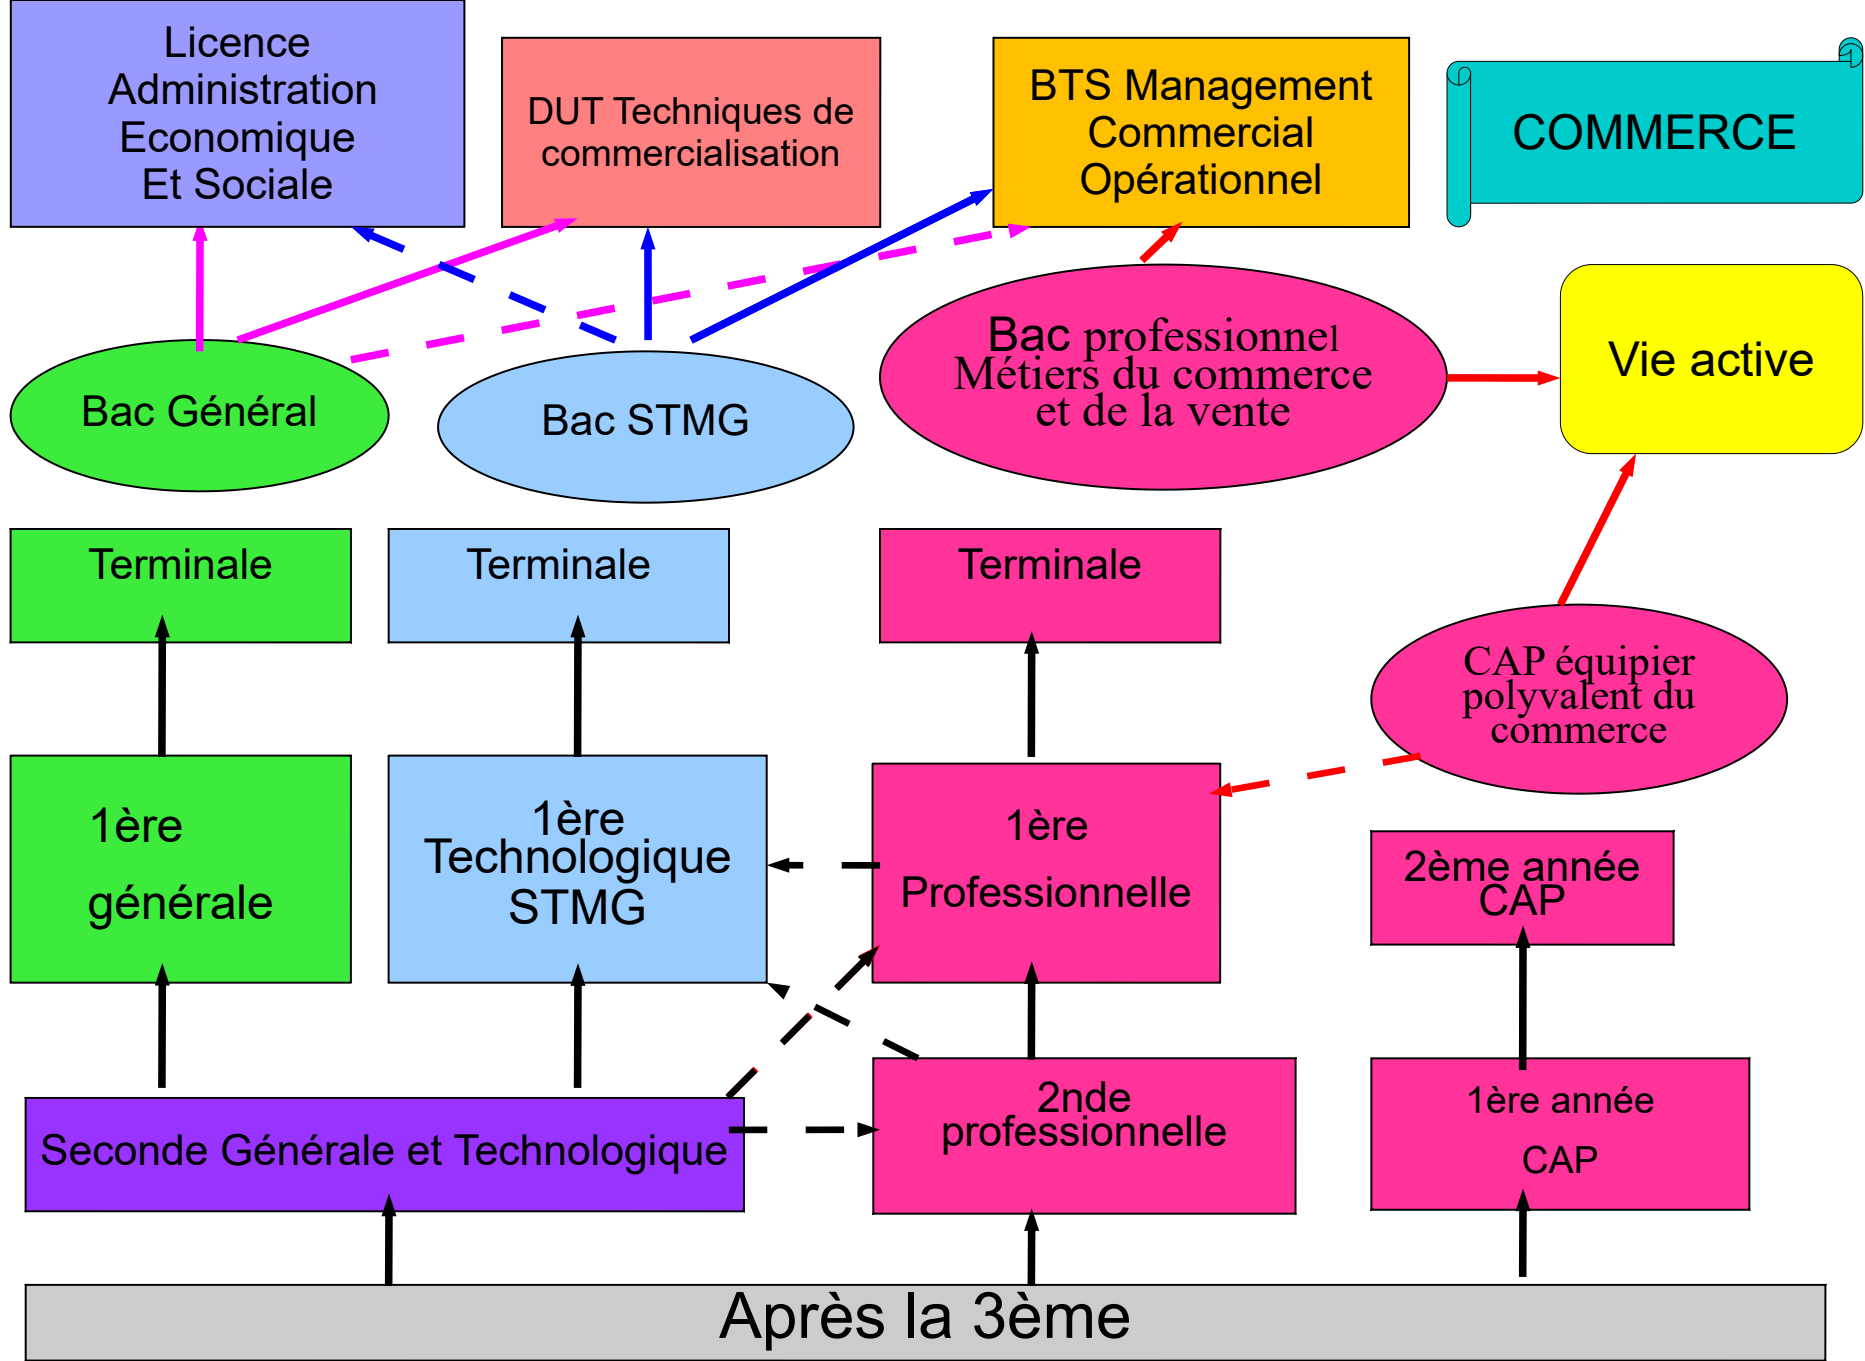 Licence
Administration
Economique
Et Sociale
DUT Techniques de
commercialisation
BTS Management
Commercial
Opérationnel
COMMERCE
Bac Général
Bac STMG
Bac professionnel
Métiers du commerce
et de la vente
Vie active
Terminale
Terminale
Terminale
CAP équipier
polyvalent du
commerce
1ère
générale
1ère
Technologique
STMG
1ère
Professionnelle
2ème année
CAP
Seconde Générale et Technologique
2nde
professionnelle
1ère année
CAP
Après la 3ème